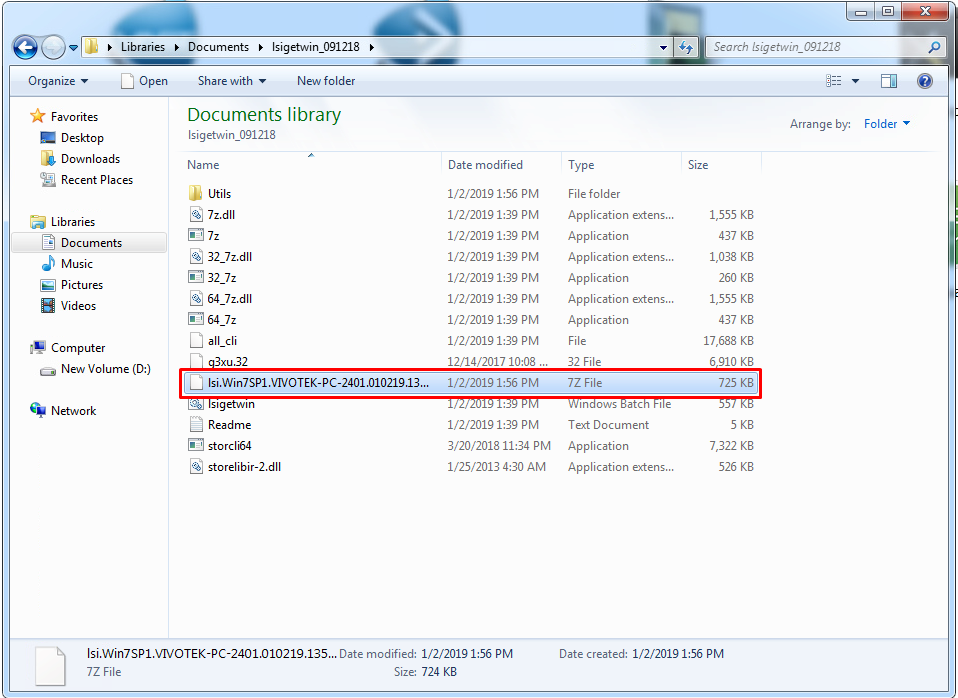 Libraries Documents lsigetwin_091218 Search lsigetwin_091218
Organize Open Share with New folder
Favorites
Desktop
Downloads
Recent Places
Libraries
Documents
Music
Pictures
Videos
Computer
New Volume (D:)
Network
Documents library
lsigetwin_091218
Arrange by: Folder
Name Date modified Type Size
Utils 1/2/2019 1:56 PM File folder
7z.dll 1/2/2019 1:39 PM Application extens... 1,555 KB
7z 1/2/2019 1:39 PM Application 437 KB
32_7z.dll 1/2/2019 1:39 PM Application extens... 1,038 KB
32_7z 1/2/2019 1:39 PM Application 260 KB
64_7z.dll 1/2/2019 1:39 PM Application extens... 1,555 KB
64_7z 1/2/2019 1:39 PM Application 437 KB
all_cli 1/2/2019 1:39 PM File 17,688 KB
g3xu.32 12/14/2017 10:08 ... 32 File 6,910 KB
lsi.Win7SP1.VIVOTEK-PC-2401.010219.13... 1/2/2019 1:56 PM 7Z File 725 KB
lsigetwin 1/2/2019 1:39 PM Windows Batch File 557 KB
Readme 1/2/2019 1:39 PM Text Document 5 KB
storcli64 3/20/2018 11:34 PM Application 7,322 KB
storelibir-2.dll 1/25/2013 4:30 AM Application extens... 526 KB
lsi.Win7SP1.VIVOTEK-PC-2401.010219.135... Date modified: 1/2/2019 1:56 PM Date created: 1/2/2019 1:56 PM
7Z File Size: 724 KB